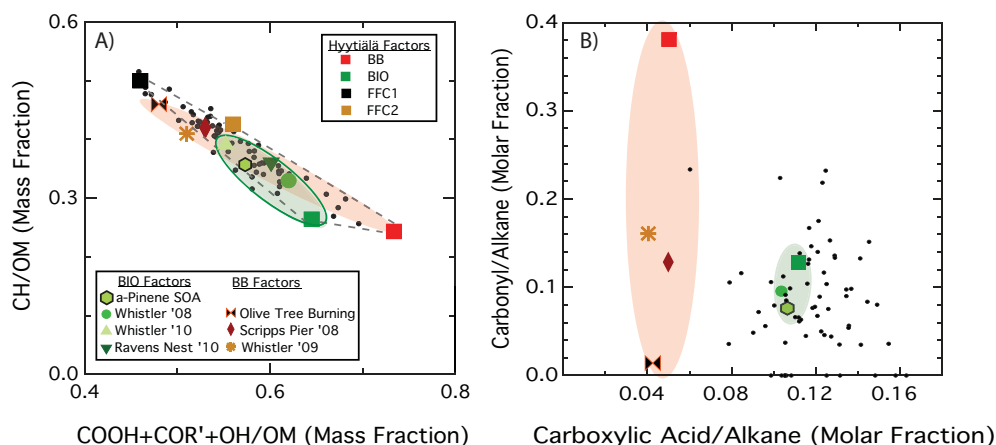 A)
CH/OM (Mass Fraction)
0.6
0.3
0.0
0.4
0.6
0.8
COOH+COR'+OH/OM (Mass Fraction)
Hyytiälä Factors
BB
BIO
FFC1
FFC2
BIO Factors
a-Pinene SOA
Whistler '08
Whistler '10
Ravens Nest '10
BB Factors
Olive Tree Burning
Scripps Pier '08
Whistler '09
B)
Carbonyl/Alkane (Molar Fraction)
0.4
0.3
0.2
0.1
0.0
0.04
0.08
0.12
0.16
Carboxylic Acid/Alkane (Molar Fraction)